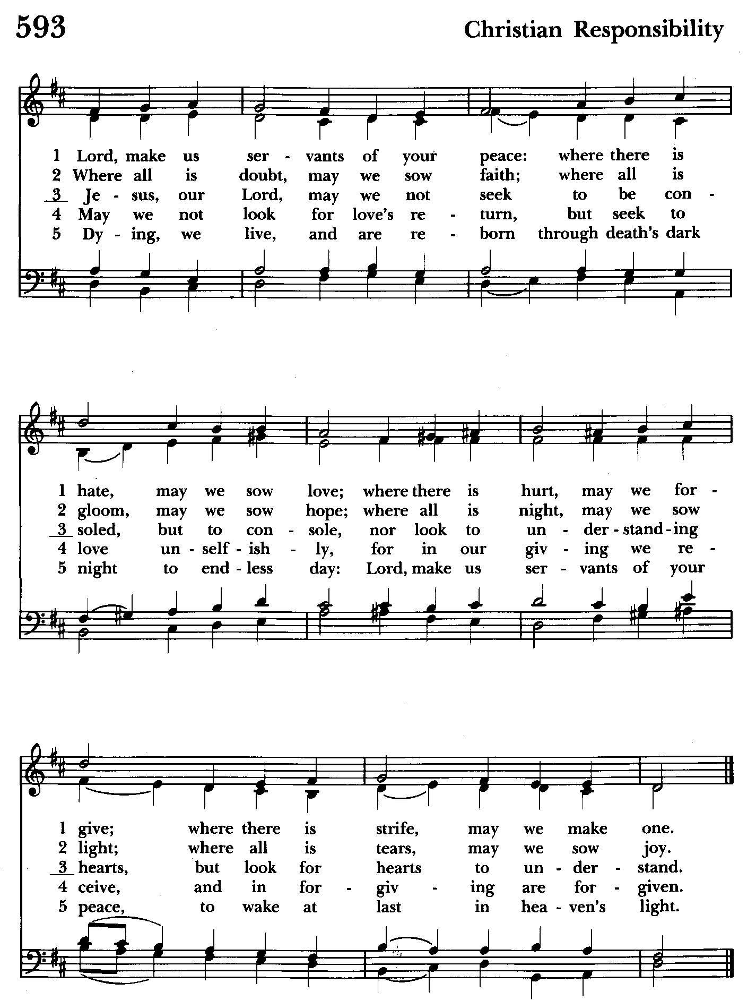 593 Christian Responsibility
1 Lord, make us ser - vants of your peace: where there is
2 Where all is doubt, may we sow faith; where all is
3 Je - sus, our Lord, may we not seek to be con -
4 May we not look for love's re - turn, but seek to
5 Dy - ing, we live, and are re - born through death's dark
1 hate, may we sow love; where there is hurt, may we for -
2 gloom, may we sow hope; where all is night, may we sow
3 soled, but to con - sole, nor look to un - der - stand - ing
4 love un - self - ish - ly, for in our giv - ing we re -
5 night to end - less day: Lord, make us ser - vants of your
1 give; where there is strife, may we make one.
2 light; where all is tears, may we sow joy.
3 hearts, but look for hearts to un - der - stand.
4 ceive, and in for - giv - ing are for - given.
5 peace, to wake at last in hea - ven's light.